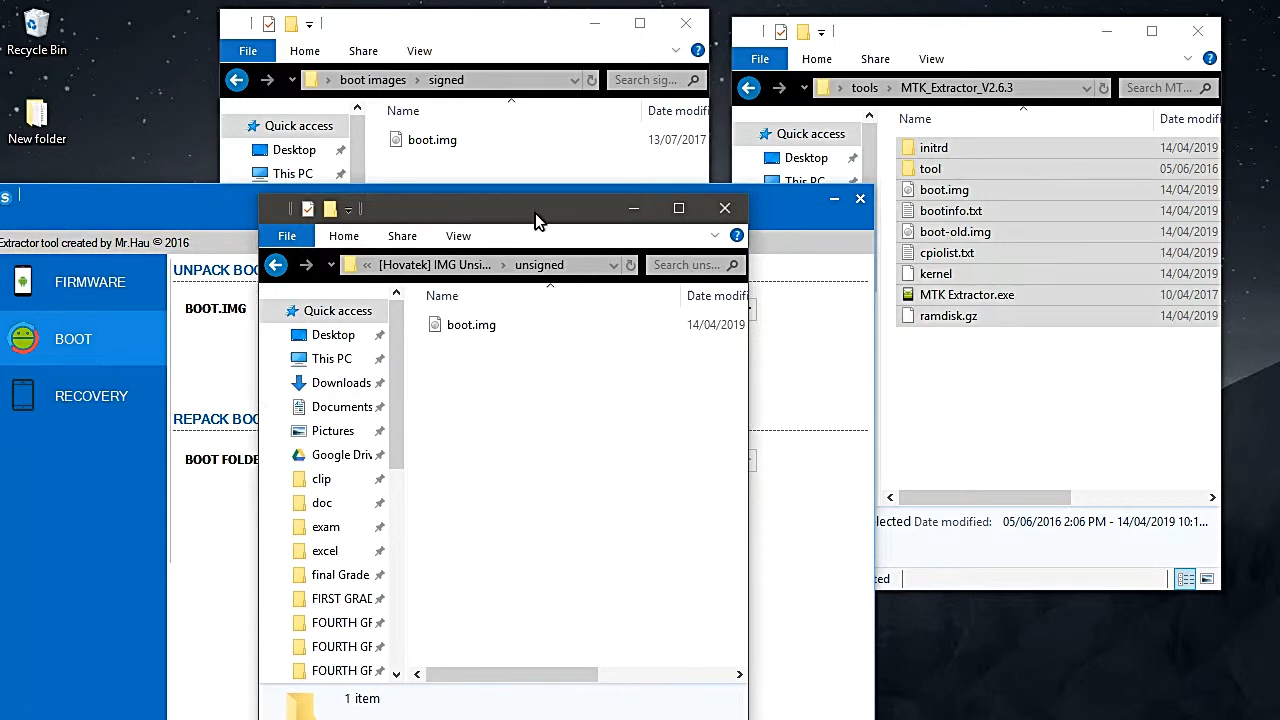 Recycle Bin
New folder
File
Home
Share
View
boot images
signed
Search sig...
Name
Date modifi
Quick access
Desktop
This PC
boot.img
13/07/2017
File
Home
Share
View
tools
MTK_Extractor_V2.6.3
Search MT...
Name
Date modifi
Quick access
Desktop
This PC
initrd
14/04/2019
tool
05/06/2016
boot.img
14/04/2019
bootinfo.txt
14/04/2019
boot-old.img
14/04/2019
cpiolist.txt
14/04/2019
kernel
14/04/2019
MTK Extractor.exe
10/04/2017
ramdisk.gz
14/04/2019
elected Date modified: 05/06/2016 2:06 PM - 14/04/2019 10:1...
ted
S
Extractor tool created by Mr.Hau © 2016
FIRMWARE
BOOT
RECOVERY
UNPACK BOO
BOOT.IMG
REPACK BOO
BOOT FOLDE
File
Home
Share
View
[Hovatek] IMG Unsi...
unsigned
Search uns...
Name
Date modifi
Quick access
Desktop
This PC
Downloads
Documents
Pictures
Google Driv
clip
doc
exam
excel
final Grade
FIRST GRAD
FOURTH GF
FOURTH GF
FOURTH GF
boot.img
14/04/2019
1 item